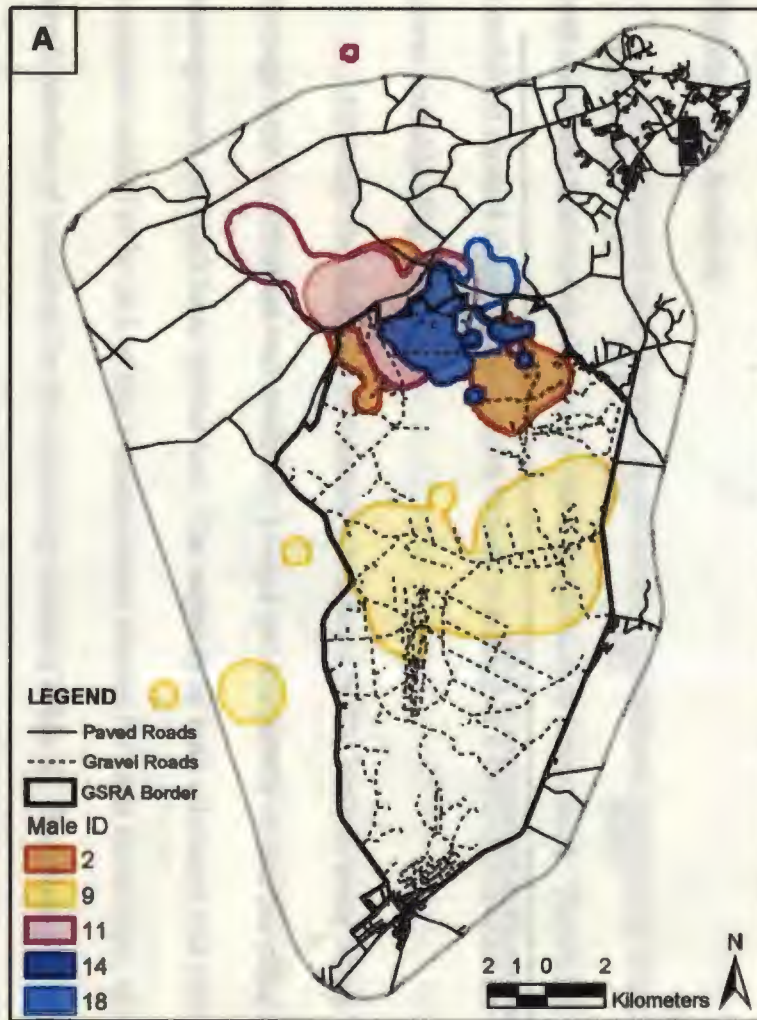 A
LEGEND
Paved Roads
Gravel Roads
GSRA Border
Male ID
2
9
11
14
18
2 1 0 2
Kilometers
N